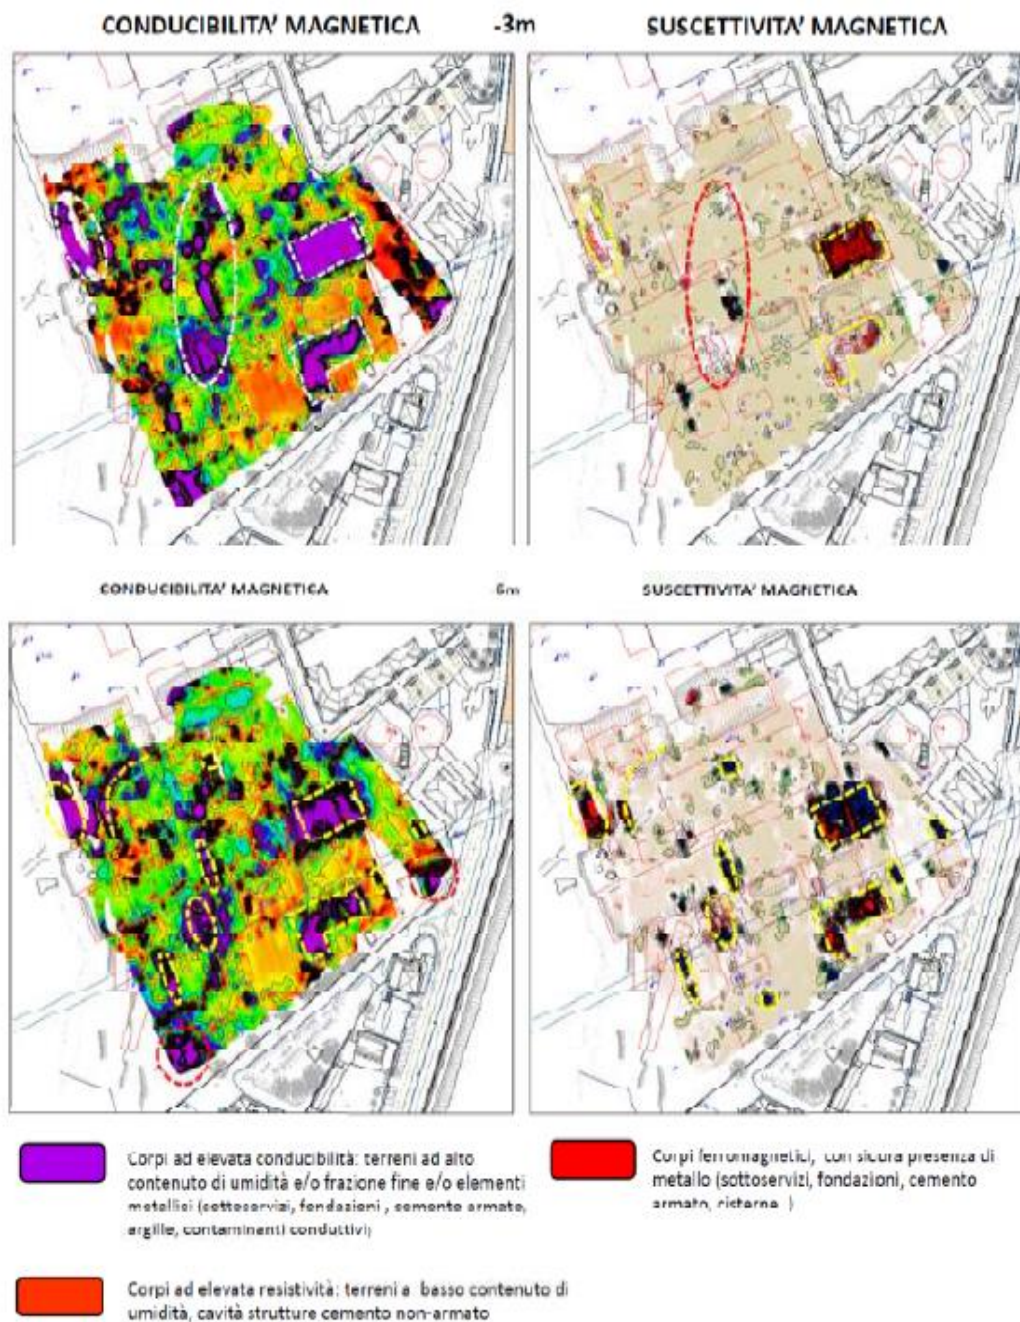 CONDUCIBILITA' MAGNETICA
-3m
SUSCETTIVITA' MAGNETICA
CONDUCIBILITA' MAGNETICA
-6m
SUSCETTIVITA' MAGNETICA
Corpi ad elevata conducibilità: terreni ad alto
contenuto di umidità e/o frazione fine e/o elementi
metallici (sottoservizi, fondazioni , cemento armato,
argille, contaminanti conduttivi)
Corpi ferromagnetici, con sicura presenza di
metallo (sottoservizi, fondazioni, cemento
armato, cisterne )
Corpi ad elevata resistività: terreni a basso contenuto di
umidità, cavità strutture cemento non-armato